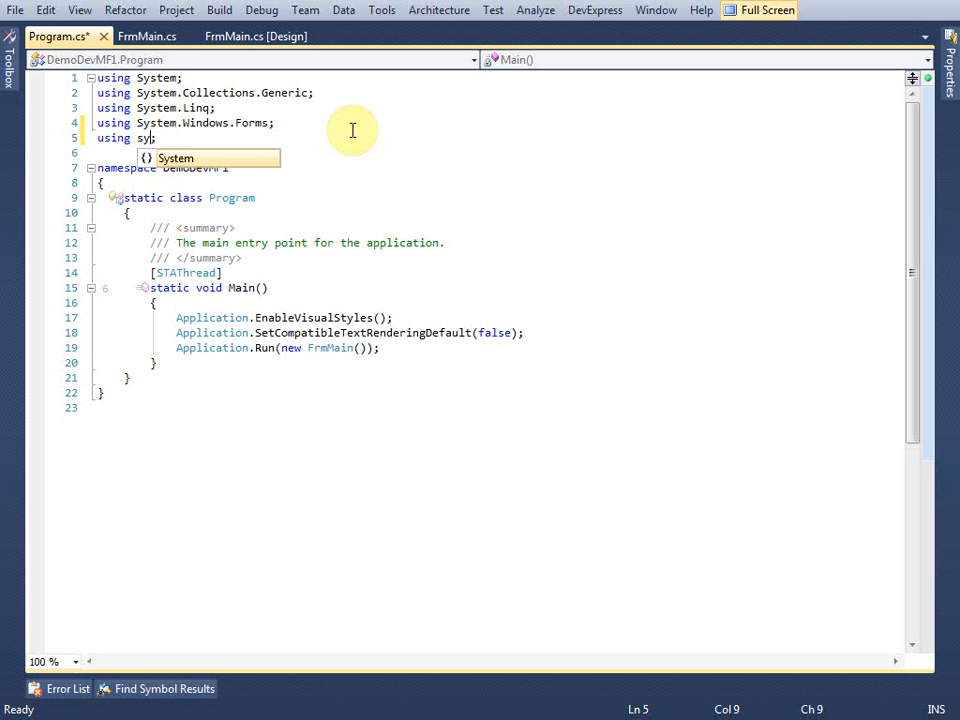 File Edit View Refactor Project Build Debug Team Data Tools Architecture Test Analyze DevExpress Window Help Full Screen
Program.cs* FrmMain.cs FrmMain.cs [Design]
Toolbox
Properties
DemoDevMF1.Program Main()
1 using System;
2 using System.Collections.Generic;
3 using System.Linq;
4 using System.Windows.Forms;
5 using sy;
{} System
6
7 namespace DemoDevMF1
8 {
9 static class Program
10 {
11 /// <summary>
12 /// The main entry point for the application.
13 /// </summary>
14 [STAThread]
15 6 static void Main()
16 {
17 Application.EnableVisualStyles();
18 Application.SetCompatibleTextRenderingDefault(false);
19 Application.Run(new FrmMain());
20 }
21 }
22 }
23
100 %
Error List Find Symbol Results
Ready Ln 5 Col 9 Ch 9 INS